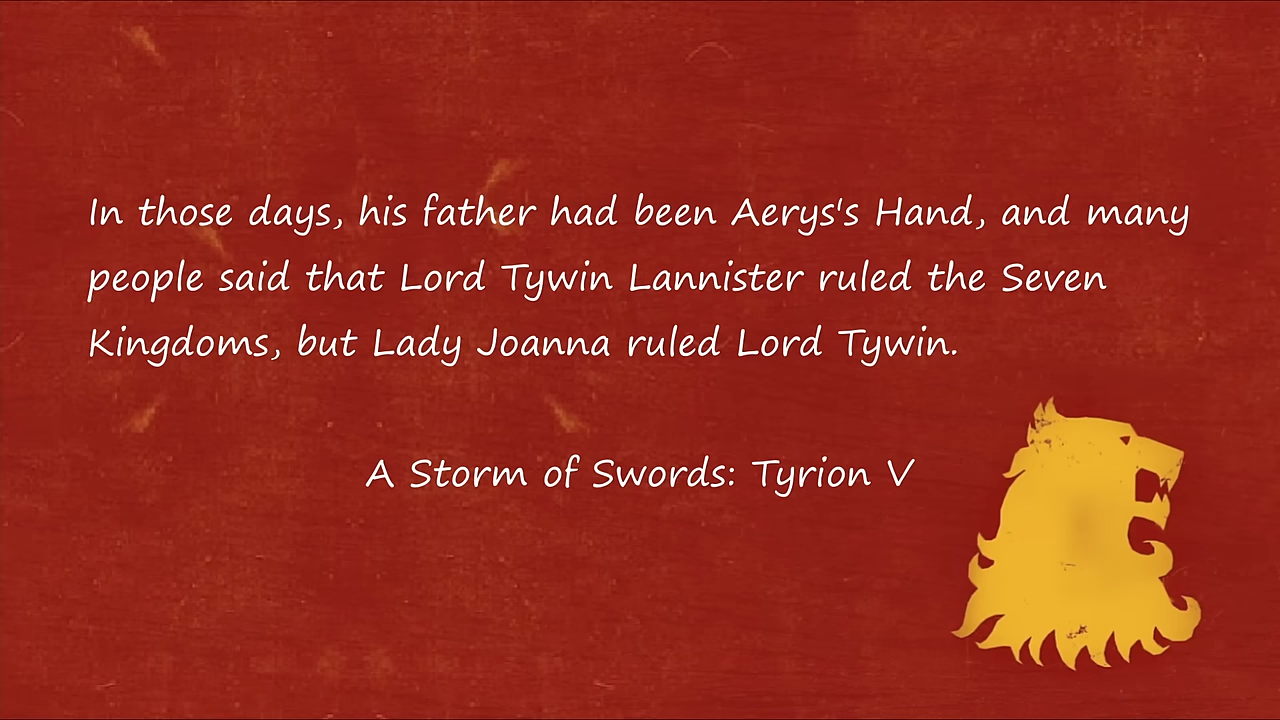 In those days, his father had been Aerys's Hand, and many
people said that Lord Tywin Lannister ruled the Seven
Kingdoms, but Lady Joanna ruled Lord Tywin.
A Storm of Swords: Tyrion V